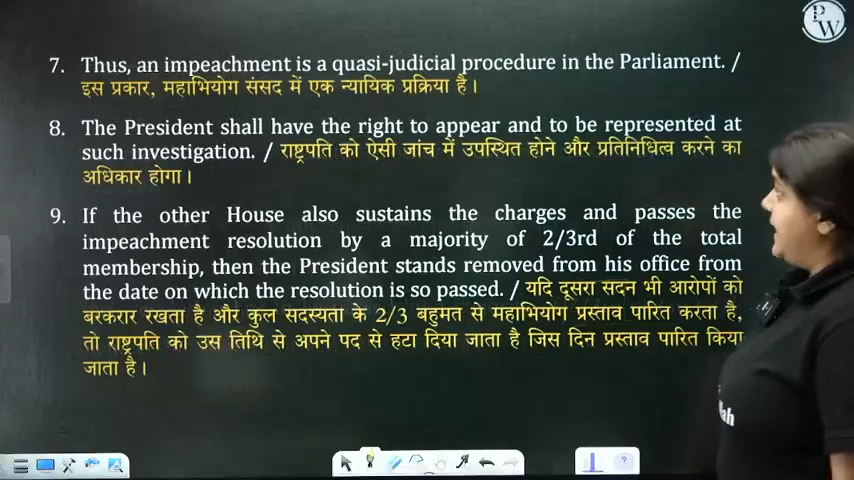 P
W
7. Thus, an impeachment is a quasi-judicial procedure in the Parliament. /
इस प्रकार, महाभियोग संसद में एक न्यायिक प्रक्रिया है।
8. The President shall have the right to appear and to be represented at
such investigation. / राष्ट्रपति को ऐसी जांच में उपस्थित होने और प्रतिनिधित्व करने का
अधिकार होगा।
9. If the other House also sustains the charges and passes the
impeachment resolution by a majority of 2/3rd of the total
membership, then the President stands removed from his office from
the date on which the resolution is so passed. / यदि दूसरा सदन भी आरोपों को
बरकरार रखता है और कुल सदस्यता के 2/3 बहुमत से महाभियोग प्रस्ताव पारित करता है,
तो राष्ट्रपति को उस तिथि से अपने पद से हटा दिया जाता है जिस दिन प्रस्ताव पारित किया
जाता है।